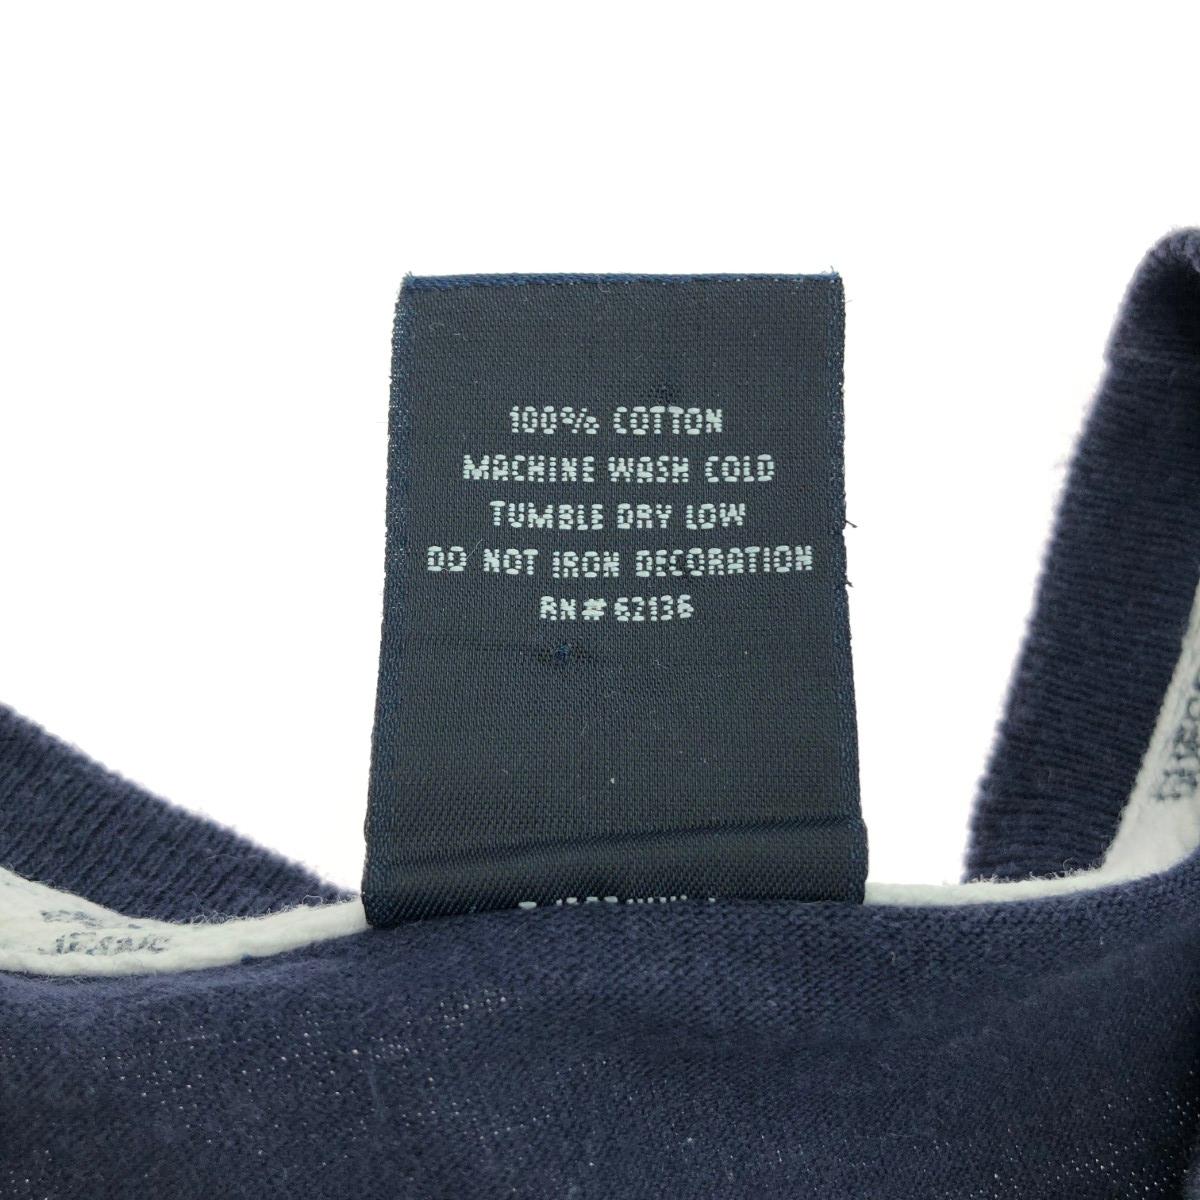 100% COTTON
MACHINE WASH COLD
TUMBLE DRY LOW
DO NOT IRON DECORATION
RN# 62136